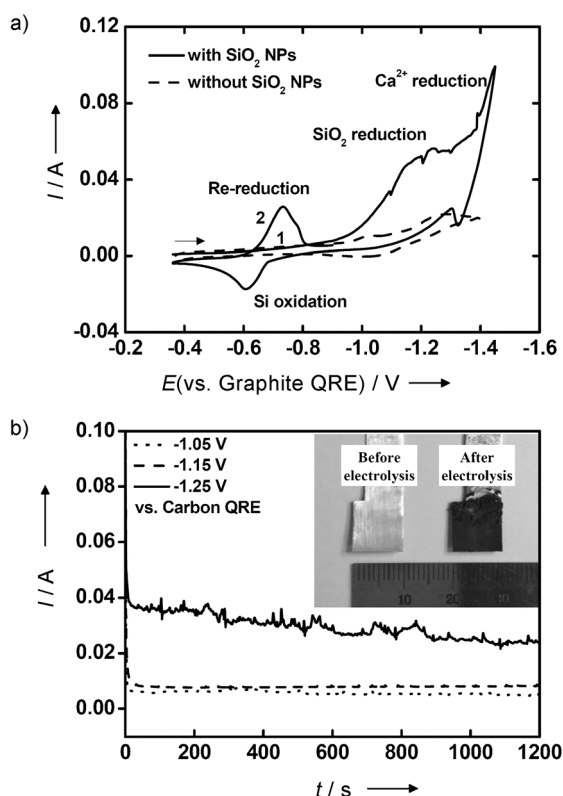 a)
0.12
0.08
0.04
0.00
-0.04
I / A
with SiO₂ NPs
without SiO₂ NPs
Ca²⁺ reduction
SiO₂ reduction
Re-reduction
2
1
Si oxidation
-0.2 -0.4 -0.6 -0.8 -1.0 -1.2 -1.4 -1.6
E(vs. Graphite QRE) / V
b)
0.10
0.08
0.06
0.04
0.02
0.00
I / A
-1.05 V
-1.15 V
-1.25 V
vs. Carbon QRE
Before electrolysis
After electrolysis
10 20
0 200 400 600 800 1000 1200
t / s